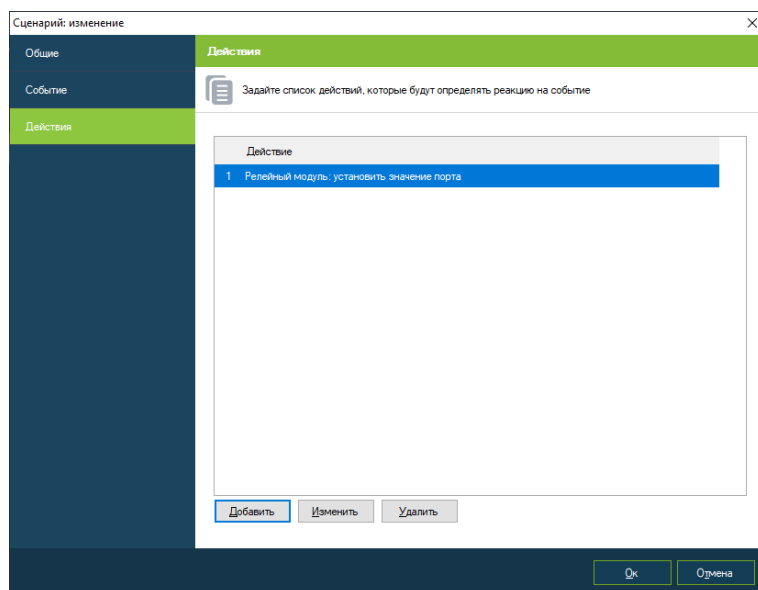 Сценарий: изменение
Общие
Событие
Действия
Действия
Задайте список действий, которые будут определять реакцию на событие
Действие
1 Релейный модуль: установить значение порта
Добавить Изменить Удалить
Ок Отмена